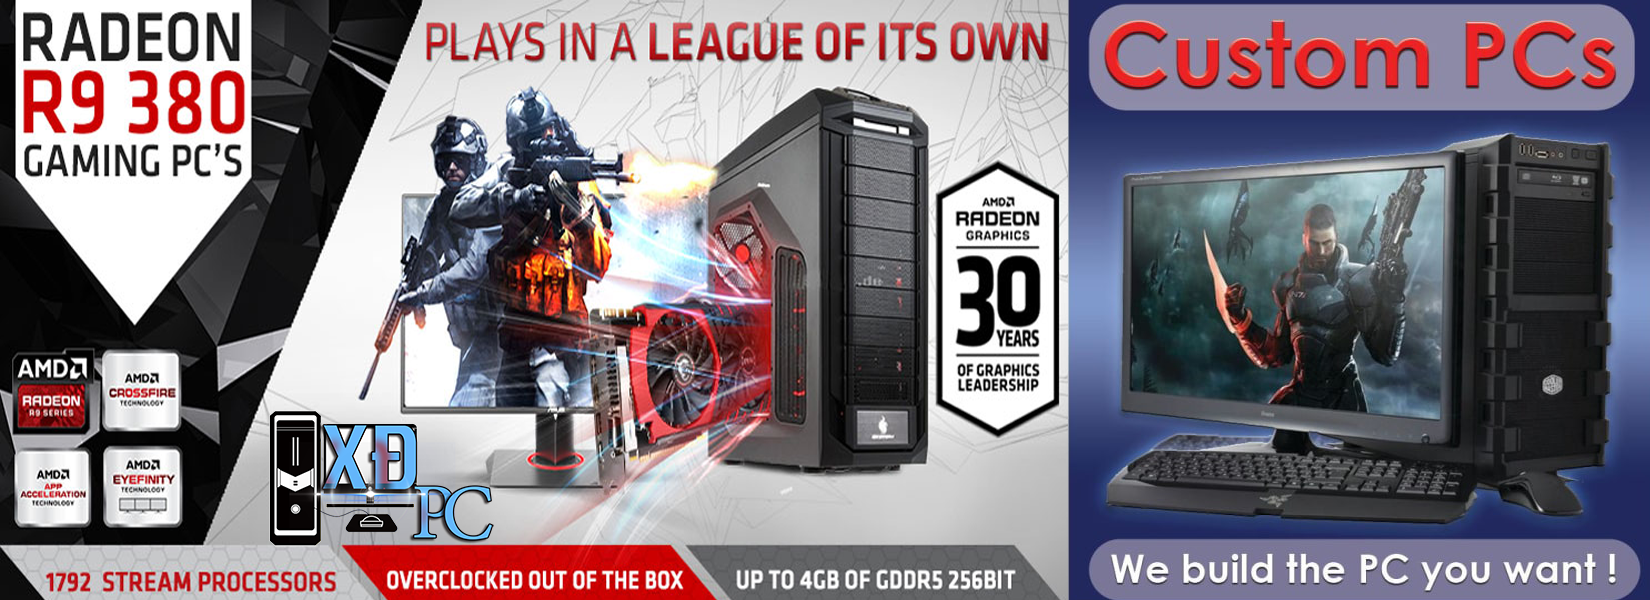 RADEON
R9 380
GAMING PC'S
PLAYS IN A LEAGUE OF ITS OWN
AMD
RADEON
GRAPHICS
30
YEARS
OF GRAPHICS
LEADERSHIP
AMD
RADEON
R9 SERIES
AMD
CROSSFIRE
TECHNOLOGY
AMD
APP
ACCELERATION
TECHNOLOGY
AMD
EYEFINITY
TECHNOLOGY
XD
PC
1792 STREAM PROCESSORS
OVERCLOCKED OUT OF THE BOX
UP TO 4GB OF GDDR5 256BIT
Custom PCs
We build the PC you want !